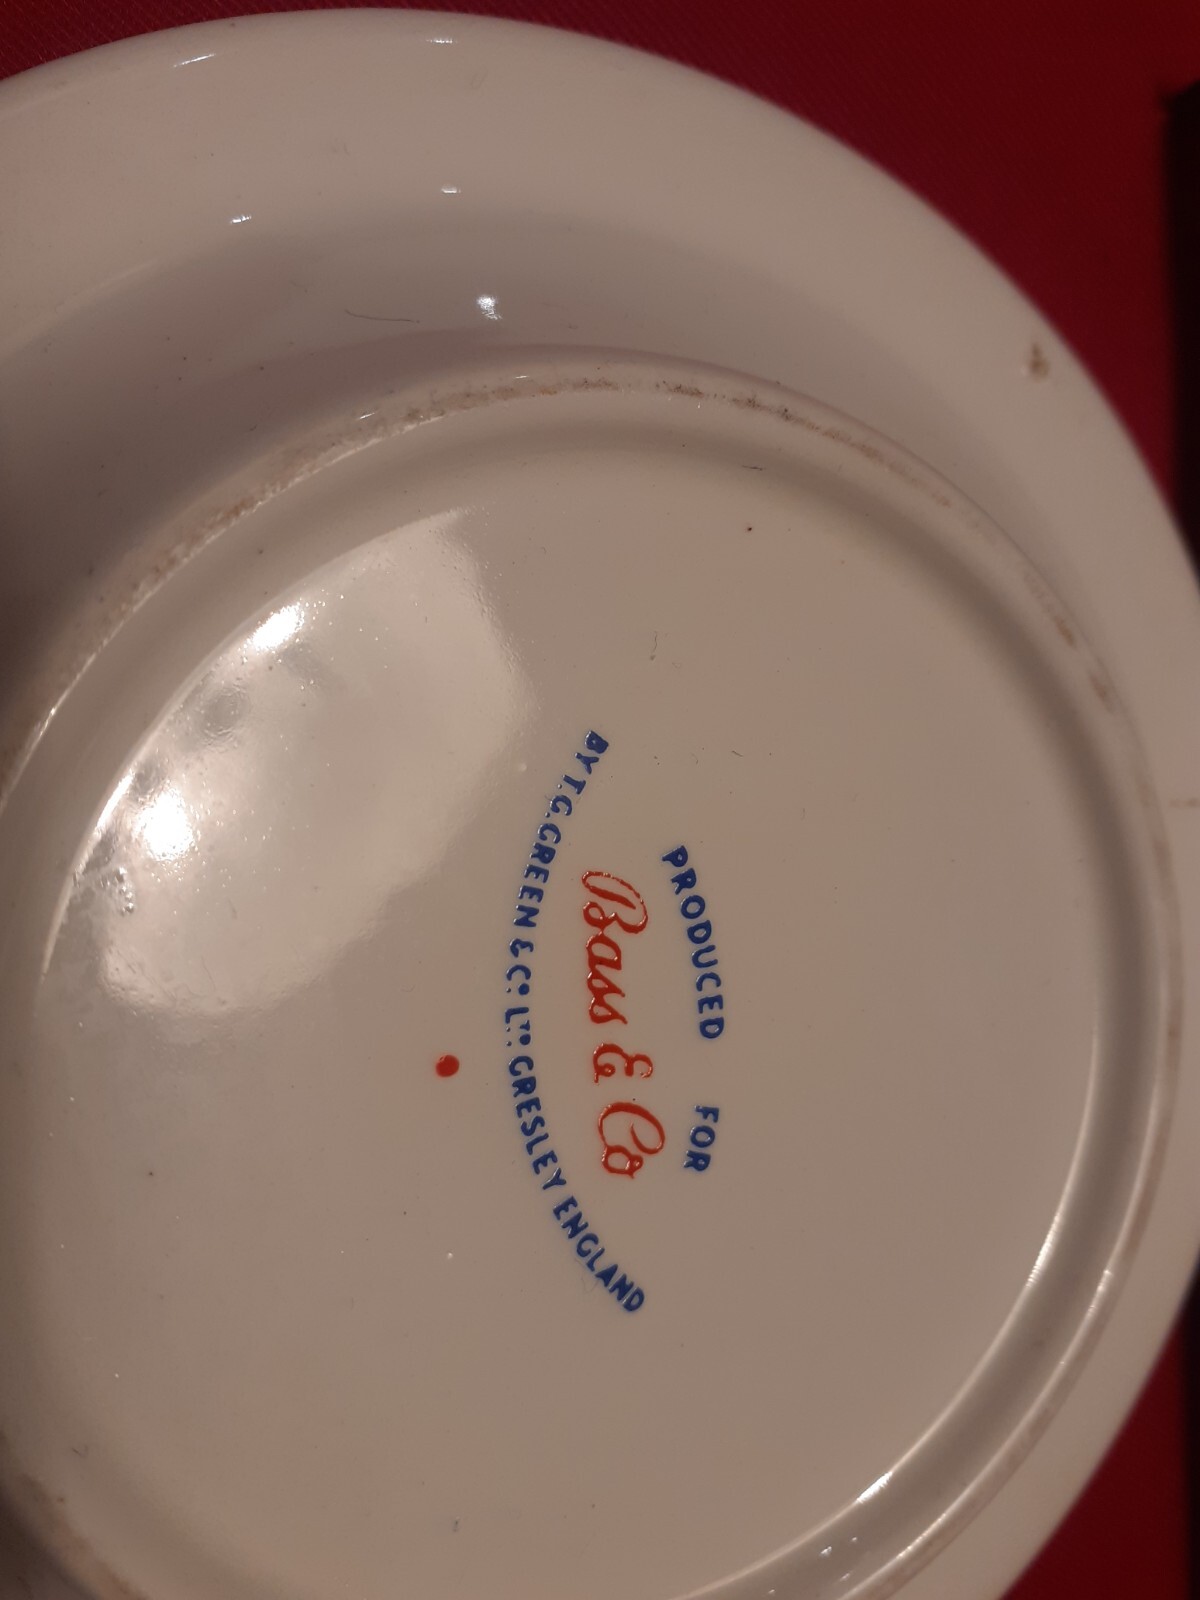 PRODUCED FOR
Bass & Co
BY T.G.GREEN & Co LTD. GRESLEY ENGLAND